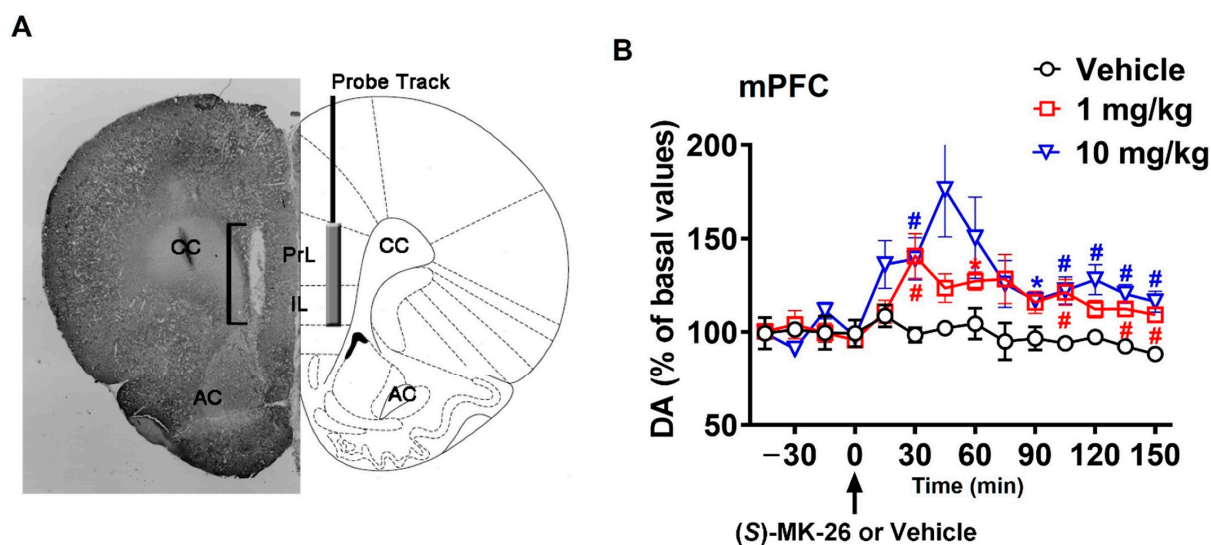 A
Probe Track
CC
PrL
IL
CC
AC
AC
B
mPFC
Vehicle
1 mg/kg
10 mg/kg
DA (% of basal values)
200
150
100
50
#
*
#
*
#
#
#
#
#
#
#
−30 0 30 60 90 120 150
Time (min)
(S)-MK-26 or Vehicle